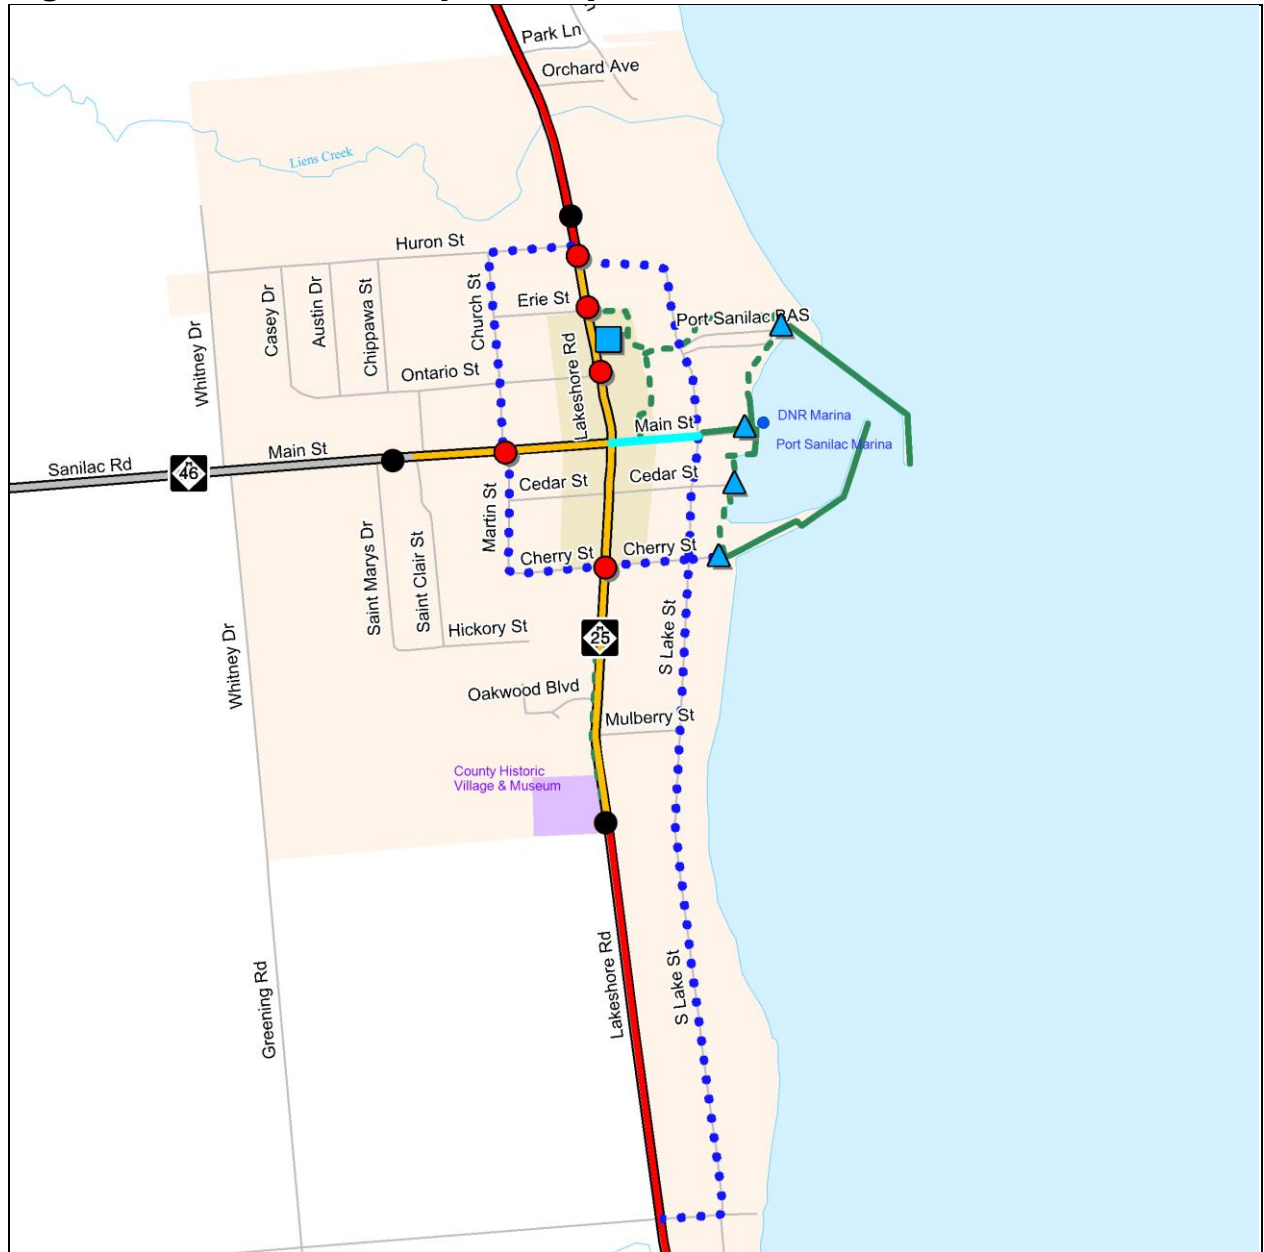 Park Ln
Orchard Ave
Liens Creek
Huron St
Church St
Erie St
Port Sanilac BAS
Casey Dr
Austin Dr
Chippawa St
Whitney Dr
Lakeshore Rd
Ontario St
DNR Marina
Main St
Port Sanilac Marina
Main St
Sanilac Rd
M
46
Cedar St
Cedar St
Martin St
Saint Marys Dr
Saint Clair St
Cherry St
Cherry St
Hickory St
M
25
S Lake St
Whitney Dr
Oakwood Blvd
Mulberry St
County Historic
Village & Museum
Lakeshore Rd
S Lake St
Greening Rd